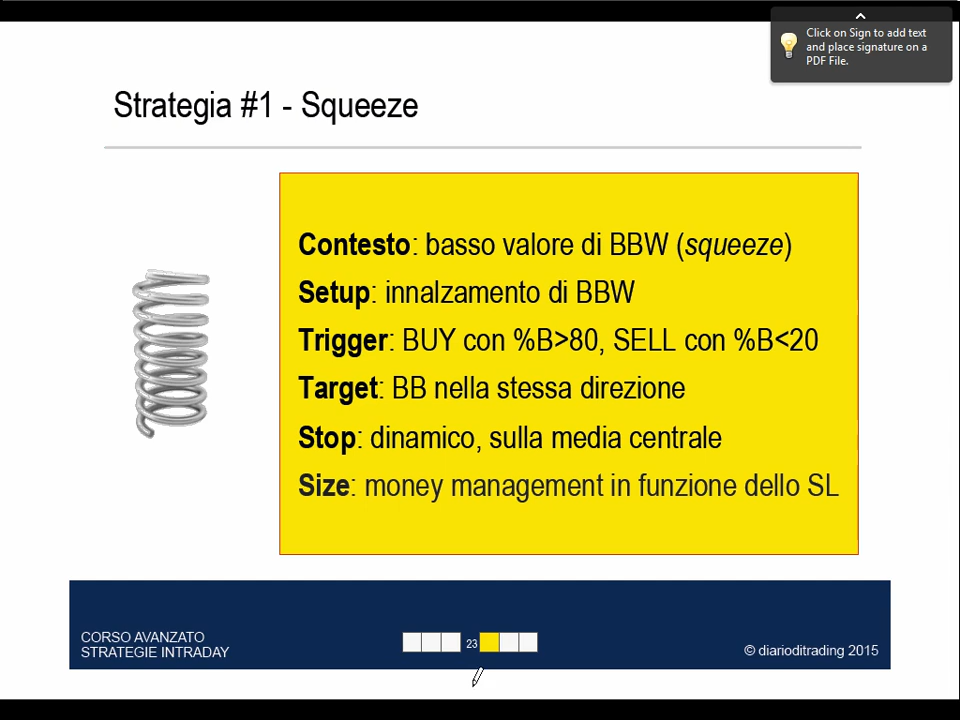 Click on Sign to add text
and place signature on a
PDF File.
Strategia #1 - Squeeze
Contesto: basso valore di BBW (squeeze)
Setup: innalzamento di BBW
Trigger: BUY con %B>80, SELL con %B<20
Target: BB nella stessa direzione
Stop: dinamico, sulla media centrale
Size: money management in funzione dello SL
CORSO AVANZATO
STRATEGIE INTRADAY
23
© diarioditrading 2015